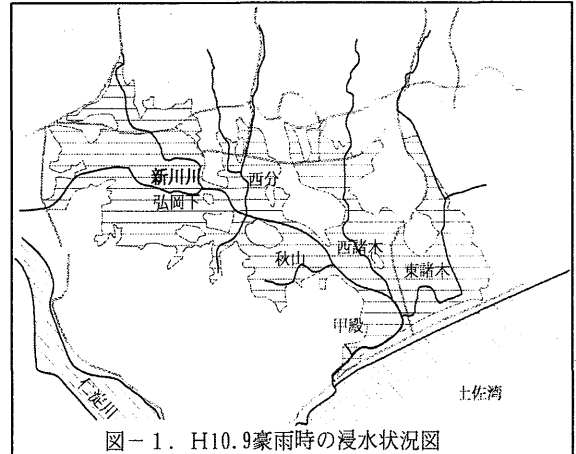 新川川
西分
弘岡下
秋山
西諸木
東諸木
甲殿
仁淀川
土佐湾
図－1．H10.9豪雨時の浸水状況図